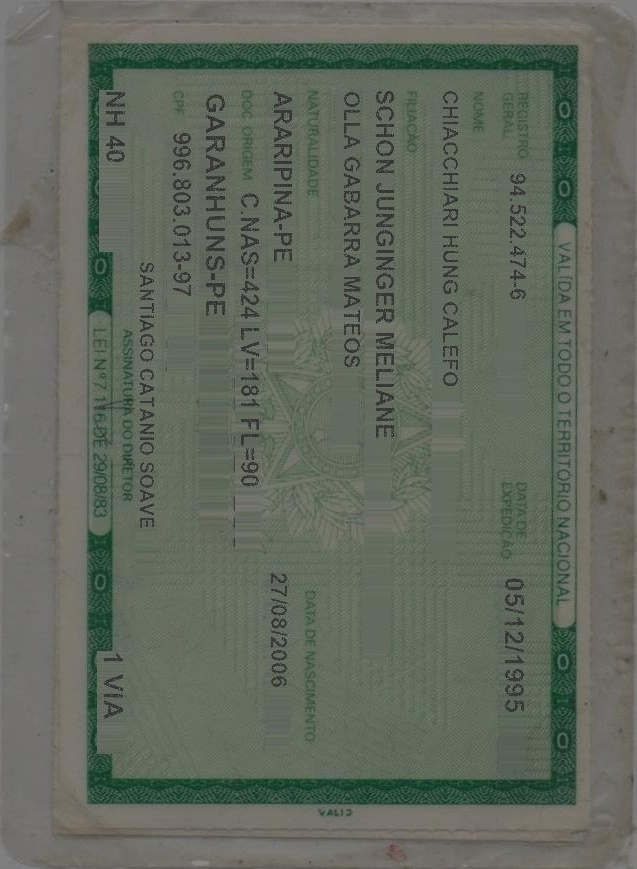 VALIDA EM TODO O TERRITÓRIO NACIONAL
REGISTRO GERAL 94.522.474-6 DATA DE EXPEDIÇÃO 05/12/1995
NOME
CHIACCHIARI HUNG CALEFO
FILIAÇÃO
SCHON JUNGINGER MELIANE
OLLA GABARRA MATEOS
NATURALIDADE DATA DE NASCIMENTO
ARARIPINA-PE 27/08/2006
DOC ORIGEM C.NAS=424 LV=181 FL=90
GARANHUNS-PE
CPF 996.803.013-97
SANTIAGO CATANIO SOAVE
ASSINATURA DO DIRETOR
NH 40 1 VIA
LEI Nº 7.116 DE 29/08/83
VALID